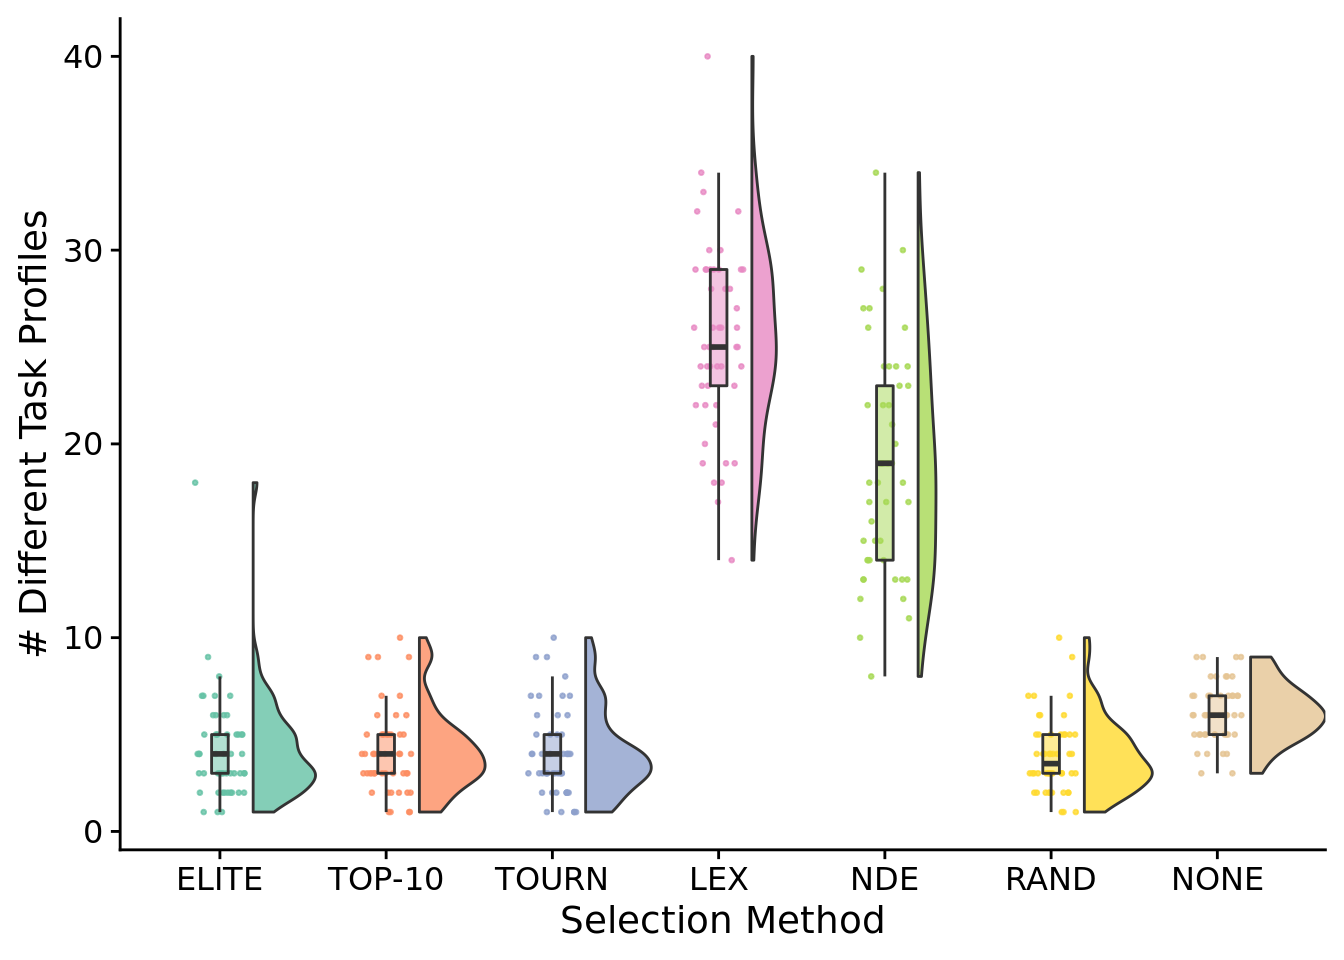 # Different Task Profiles
40
30
20
10
0
ELITE TOP-10 TOURN LEX NDE RAND NONE
Selection Method